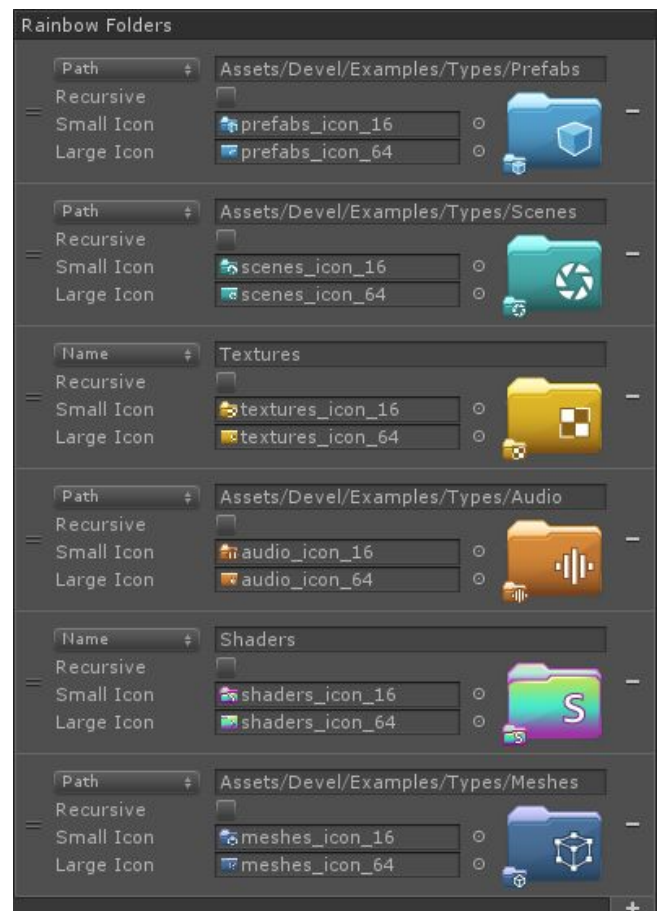 Rainbow Folders
Path Assets/Devel/Examples/Types/Prefabs
Recursive
Small Icon prefabs_icon_16
Large Icon prefabs_icon_64
Path Assets/Devel/Examples/Types/Scenes
Recursive
Small Icon scenes_icon_16
Large Icon scenes_icon_64
Name Textures
Recursive
Small Icon textures_icon_16
Large Icon textures_icon_64
Path Assets/Devel/Examples/Types/Audio
Recursive
Small Icon audio_icon_16
Large Icon audio_icon_64
Name Shaders
Recursive
Small Icon shaders_icon_16
Large Icon shaders_icon_64
S
S
Path Assets/Devel/Examples/Types/Meshes
Recursive
Small Icon meshes_icon_16
Large Icon meshes_icon_64